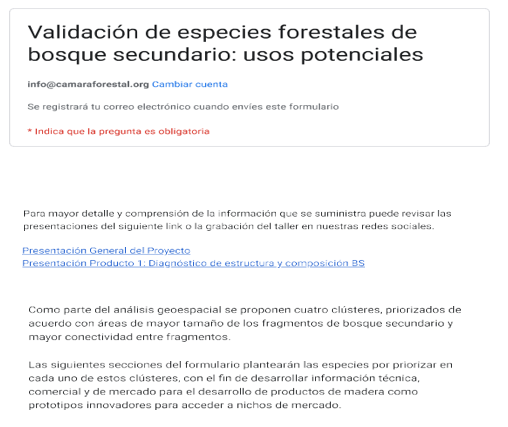 Validación de especies forestales de
bosque secundario: usos potenciales
info@camaraforestal.org Cambiar cuenta
Se registrará tu correo electrónico cuando envíes este formulario
* Indica que la pregunta es obligatoria
Para mayor detalle y comprensión de la información que se suministra puede revisar las
presentaciones del siguiente link o la grabación del taller en nuestras redes sociales.
Presentación General del Proyecto
Presentación Producto 1: Diagnóstico de estructura y composición BS
Como parte del análisis geoespacial se proponen cuatro clústeres, priorizados de
acuerdo con áreas de mayor tamaño de los fragmentos de bosque secundario y
mayor conectividad entre fragmentos.
Las siguientes secciones del formulario plantearán las especies por priorizar en
cada uno de estos clústeres, con el fin de desarrollar información técnica,
comercial y de mercado para el desarrollo de productos de madera como
prototipos innovadores para acceder a nichos de mercado.